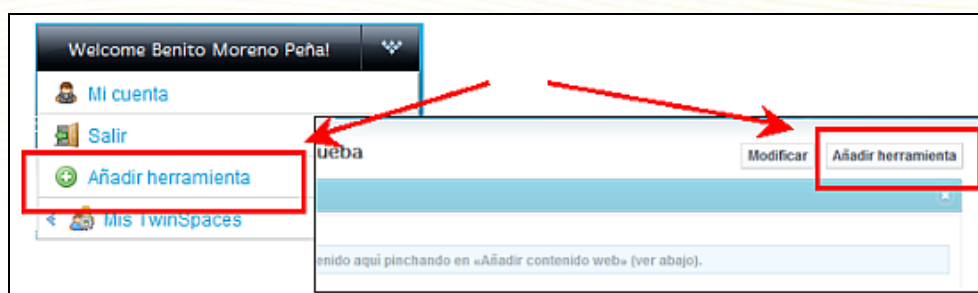 Welcome Benito Moreno Peña!
Mi cuenta
Salir
Añadir herramienta
Mis TwinSpaces
ueba
Modificar
Añadir herramienta
enido aquí pinchando en «Añadir contenido web» (ver abajo).